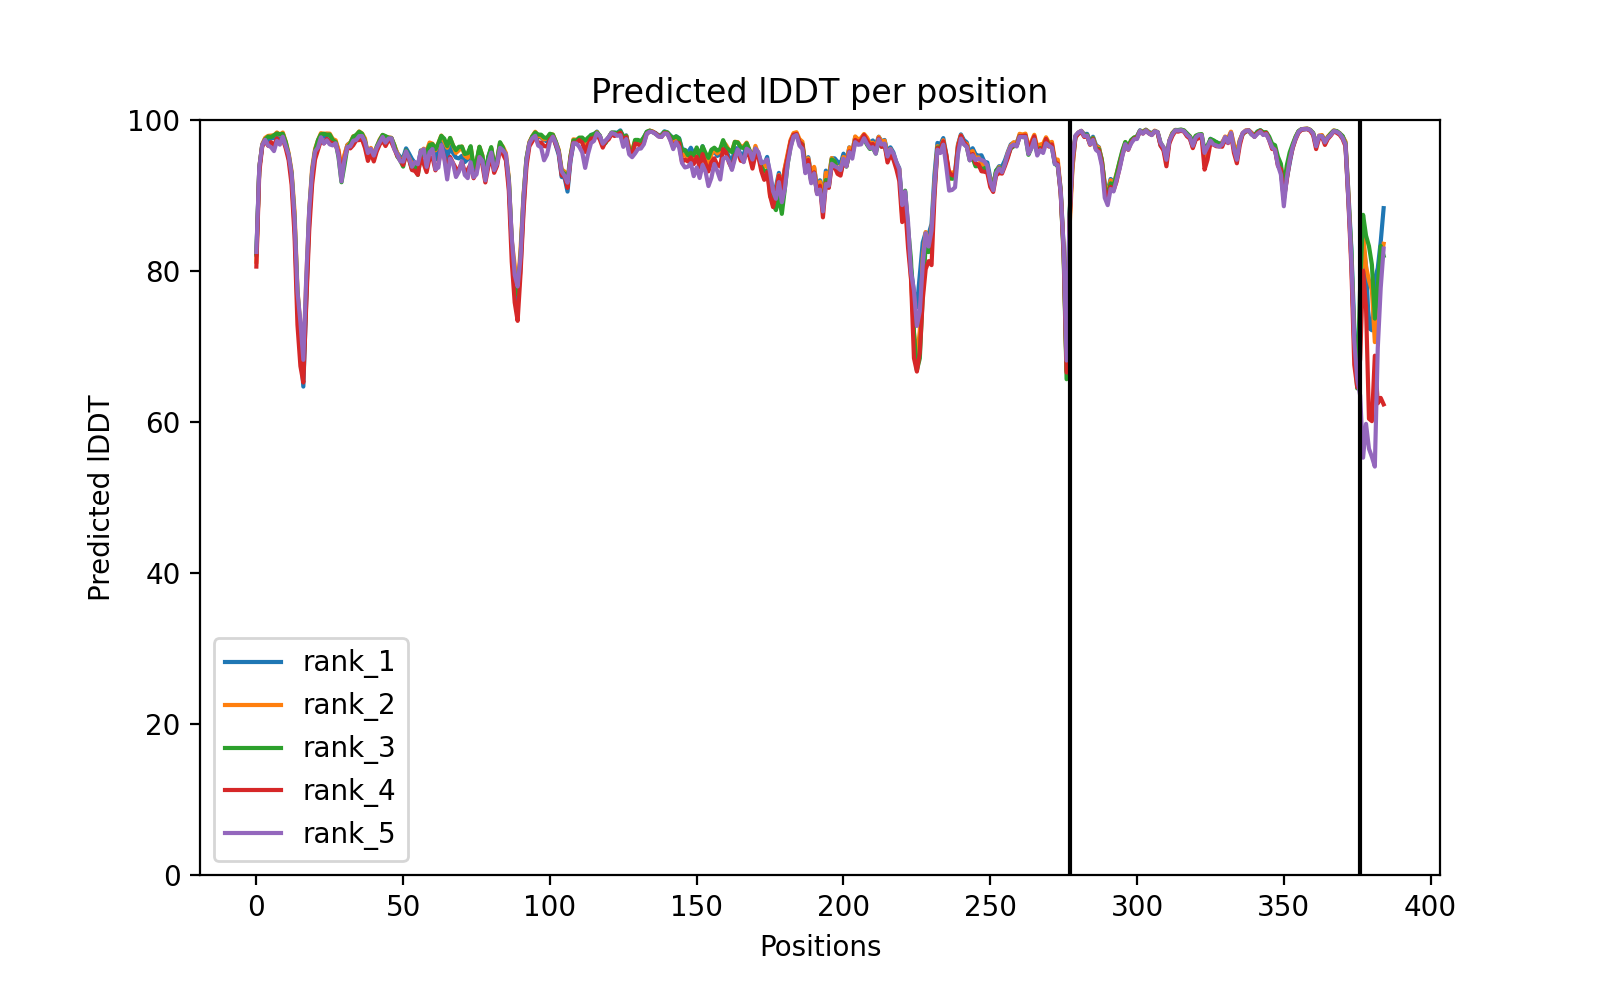 Predicted lDDT per position
100
80
60
40
20
0
Predicted lDDT
rank_1
rank_2
rank_3
rank_4
rank_5
0 50 100 150 200 250 300 350 400
Positions